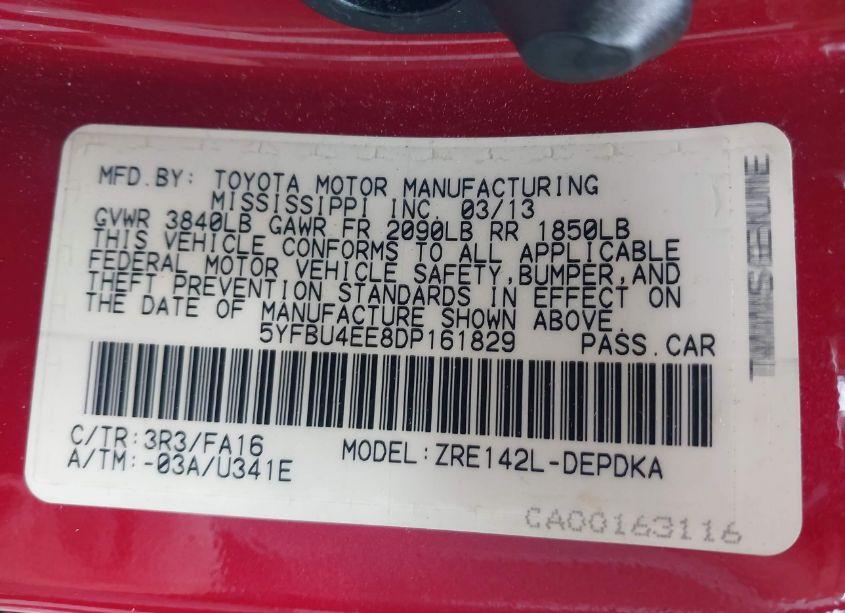 MFD.BY: TOYOTA MOTOR MANUFACTURING
MISSISSIPPI INC. 03/13
GVWR 3840LB GAWR FR 2090LB RR 1850LB
THIS VEHICLE CONFORMS TO ALL APPLICABLE
FEDERAL MOTOR VEHICLE SAFETY,BUMPER,AND
THEFT PREVENTION STANDARDS IN EFFECT ON
THE DATE OF MANUFACTURE SHOWN ABOVE.
5YFBU4EE8DP161829 PASS.CAR
C/TR:3R3/FA16
A/TM:-03A/U341E
MODEL:ZRE142L-DEPDKA
CA00163116